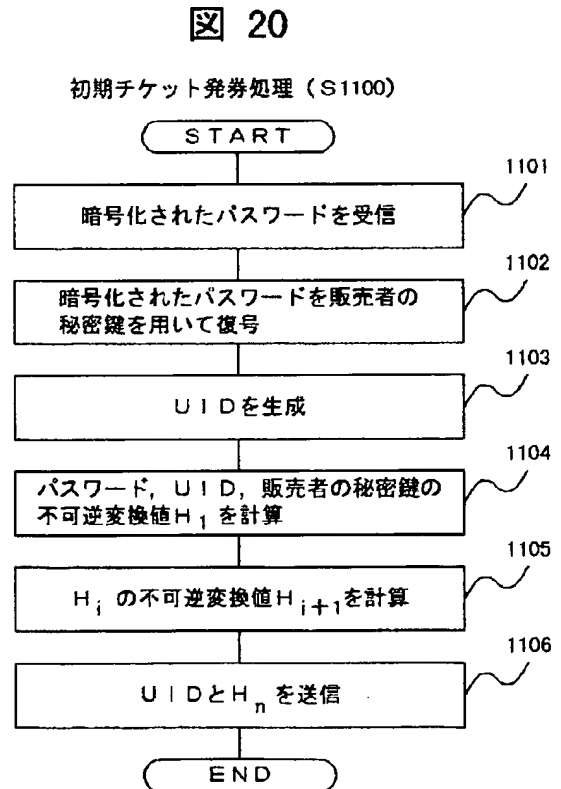 図 20
初期チケット発券処理（S1100）
START
1101
暗号化されたパスワードを受信
1102
暗号化されたパスワードを販売者の
秘密鍵を用いて復号
1103
UIDを生成
1104
パスワード，UID，販売者の秘密鍵の
不可逆変換値H₁を計算
1105
Hᵢ の不可逆変換値Hᵢ₊₁を計算
1106
UIDとHₙ を送信
END